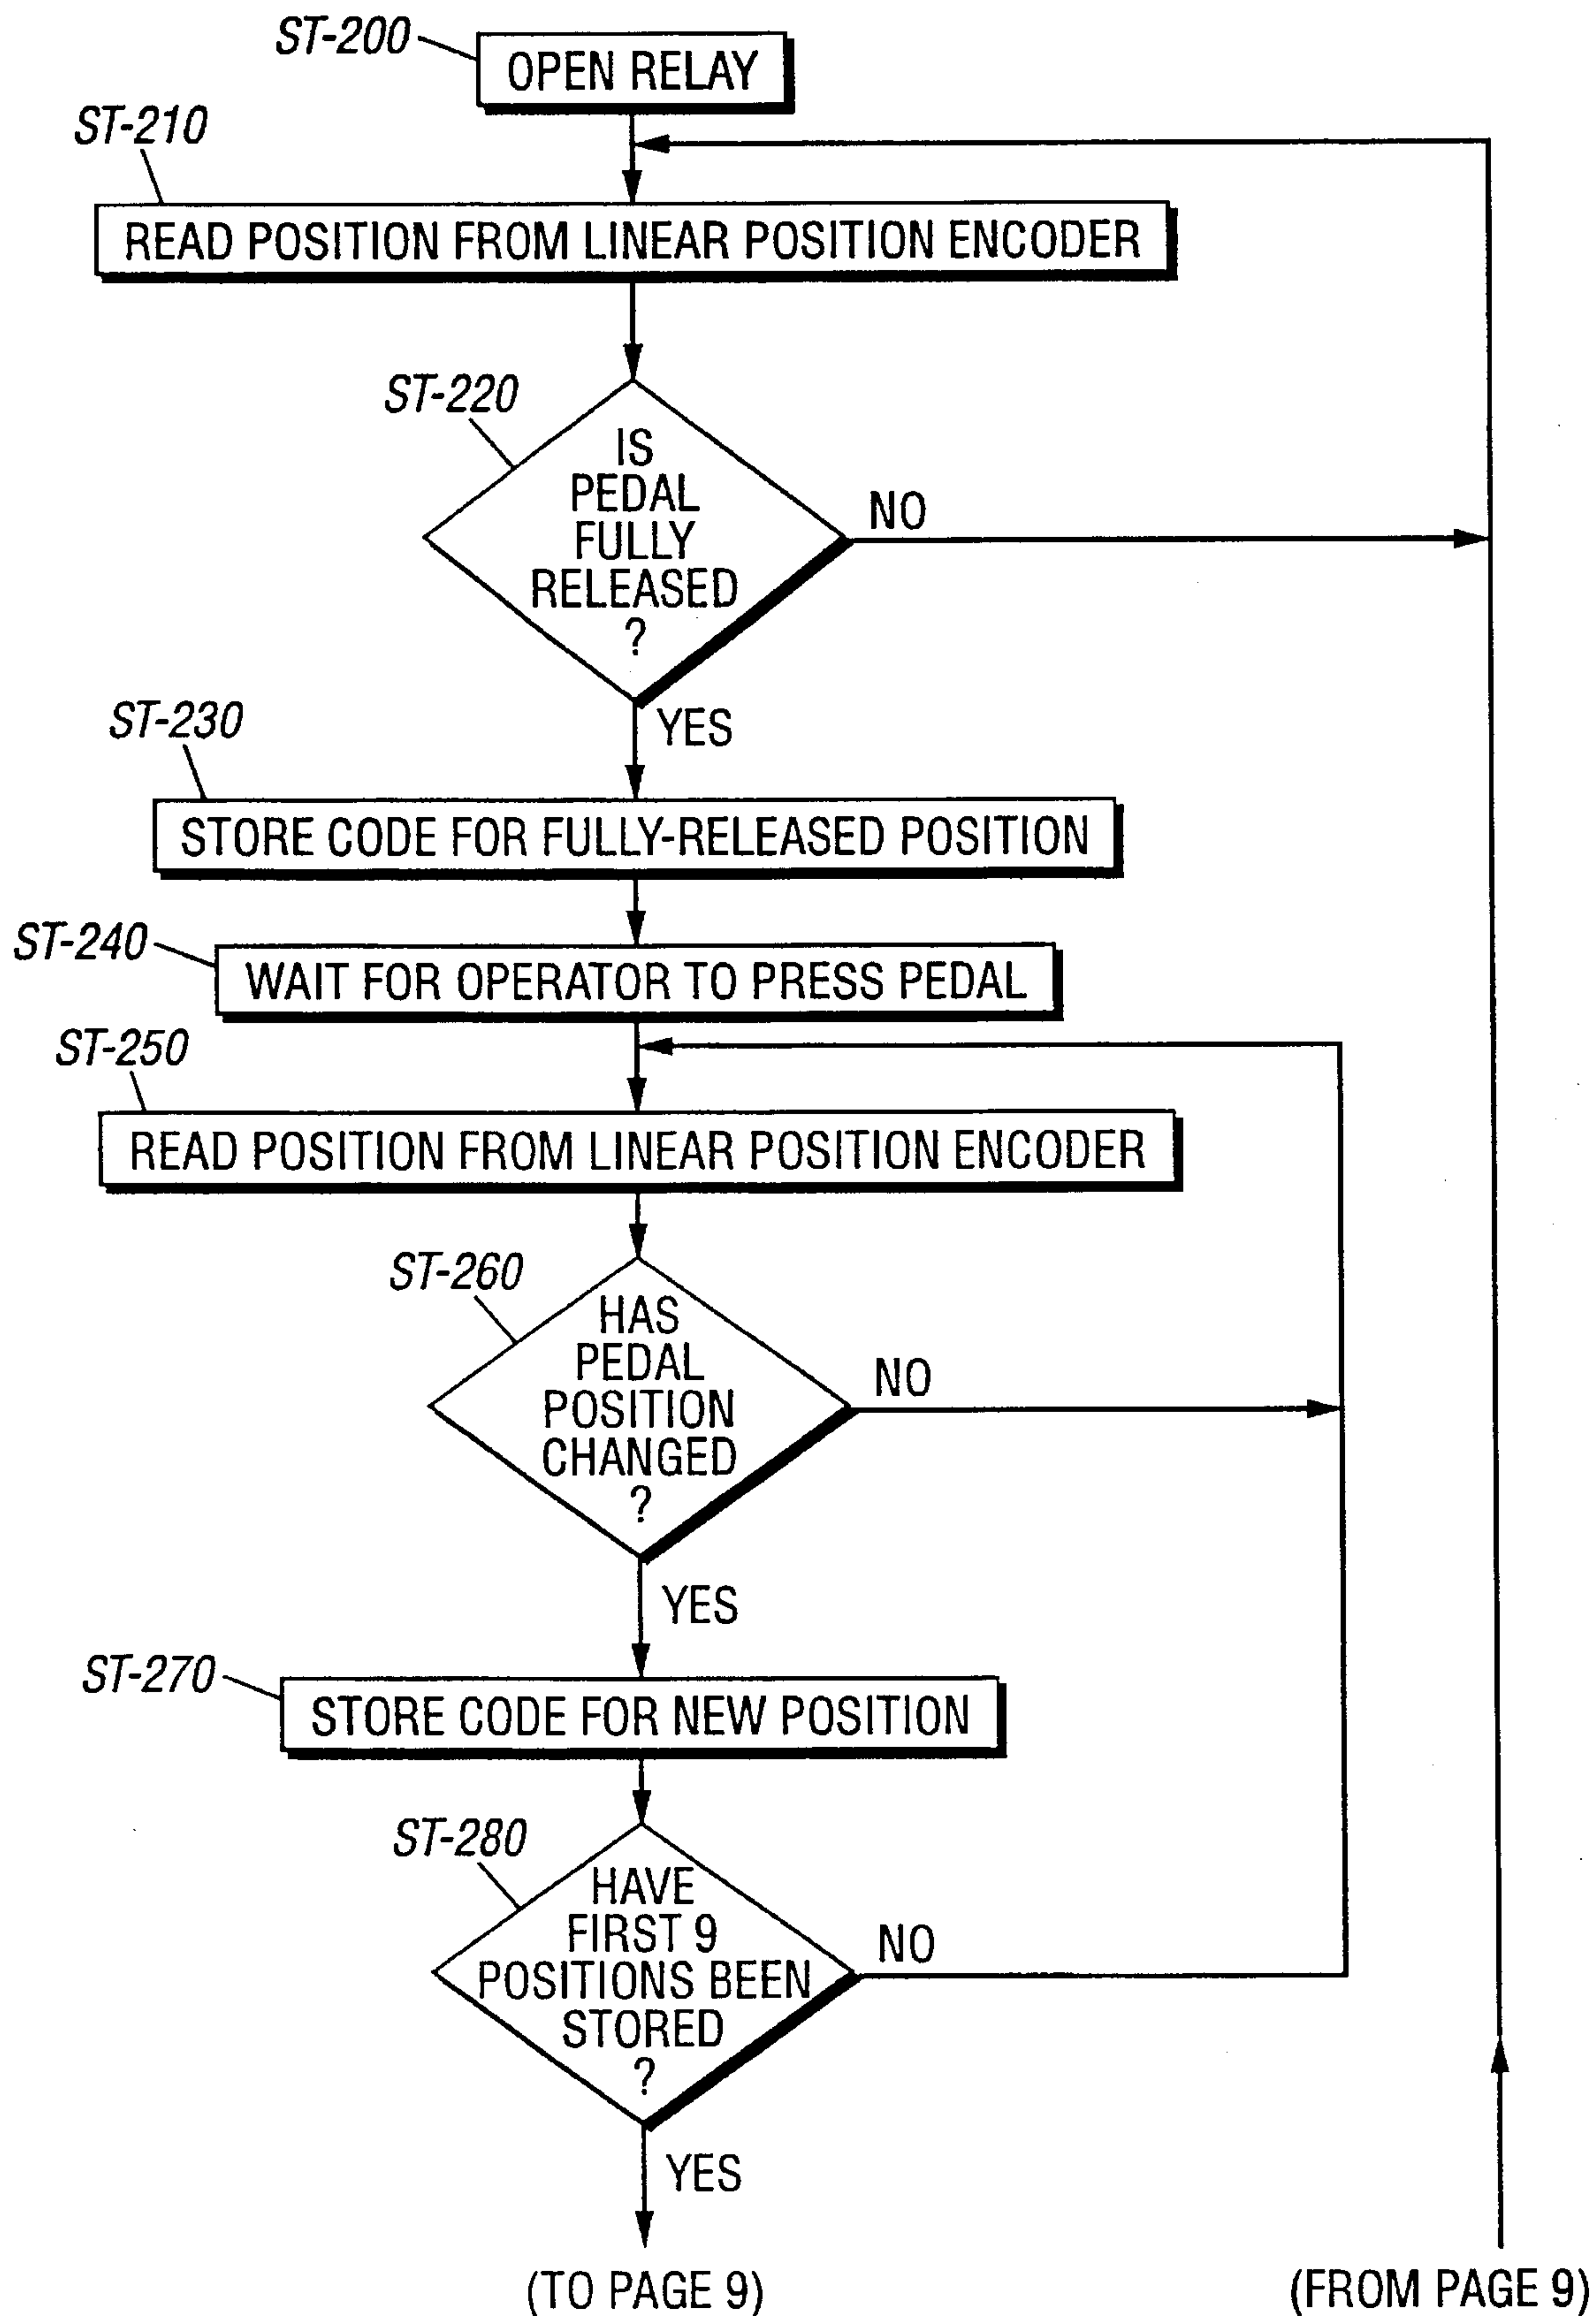 ST-200
OPEN RELAY
ST-210
READ POSITION FROM LINEAR POSITION ENCODER
ST-220
IS
PEDAL
FULLY
RELEASED
?
NO
YES
ST-230
STORE CODE FOR FULLY-RELEASED POSITION
ST-240
WAIT FOR OPERATOR TO PRESS PEDAL
ST-250
READ POSITION FROM LINEAR POSITION ENCODER
ST-260
HAS
PEDAL
POSITION
CHANGED
?
NO
YES
ST-270
STORE CODE FOR NEW POSITION
ST-280
HAVE
FIRST 9
POSITIONS BEEN
STORED
?
NO
YES
(TO PAGE 9)
(FROM PAGE 9)